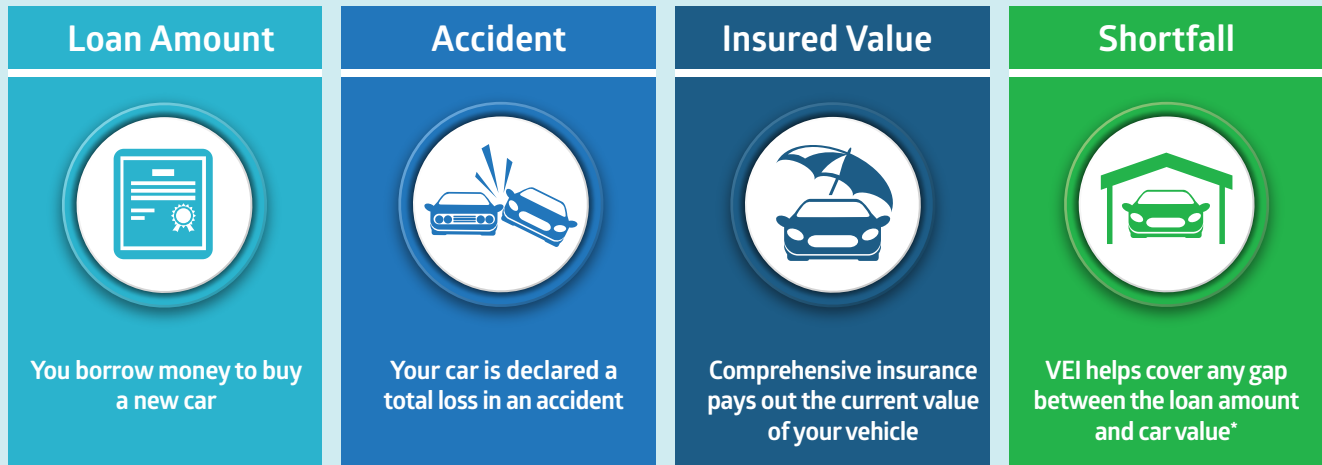 Loan Amount
You borrow money to buy
a new car
Accident
Your car is declared a
total loss in an accident
Insured Value
Comprehensive insurance
pays out the current value
of your vehicle
Shortfall
VEI helps cover any gap
between the loan amount
and car value*